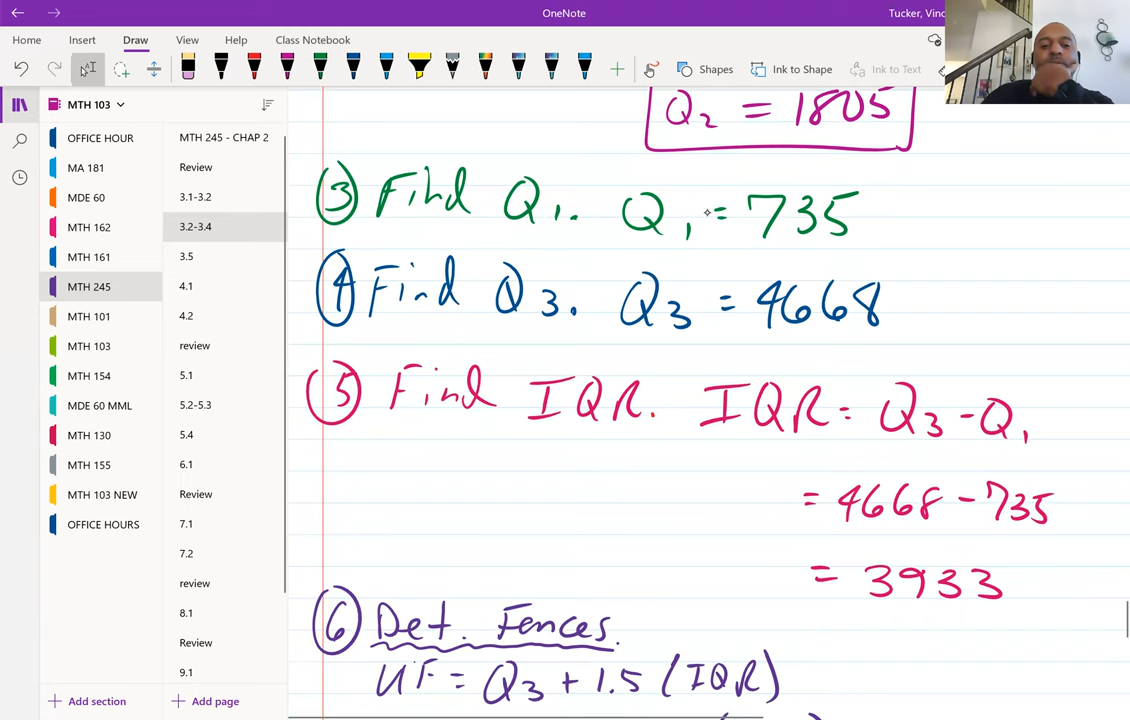 OneNote
Tucker, Vinc
Home Insert Draw View Help Class Notebook
Shapes Ink to Shape Ink to Text
MTH 103
OFFICE HOUR
MA 181
MDE 60
MTH 162
MTH 161
MTH 245
MTH 101
MTH 103
MTH 154
MDE 60 MML
MTH 130
MTH 155
MTH 103 NEW
OFFICE HOURS
Add section
MTH 245 - CHAP 2
Review
3.1-3.2
3.2-3.4
3.5
4.1
4.2
review
5.1
5.2-5.3
5.4
6.1
Review
7.1
7.2
review
8.1
Review
9.1
Add page
Q2 = 1805
③ Find Q1. Q1 = 735
④ Find Q3. Q3 = 4668
⑤ Find IQR. IQR = Q3 - Q1
= 4668 - 735
= 3933
⑥ Det. Fences.
UF = Q3 + 1.5 (IQR)